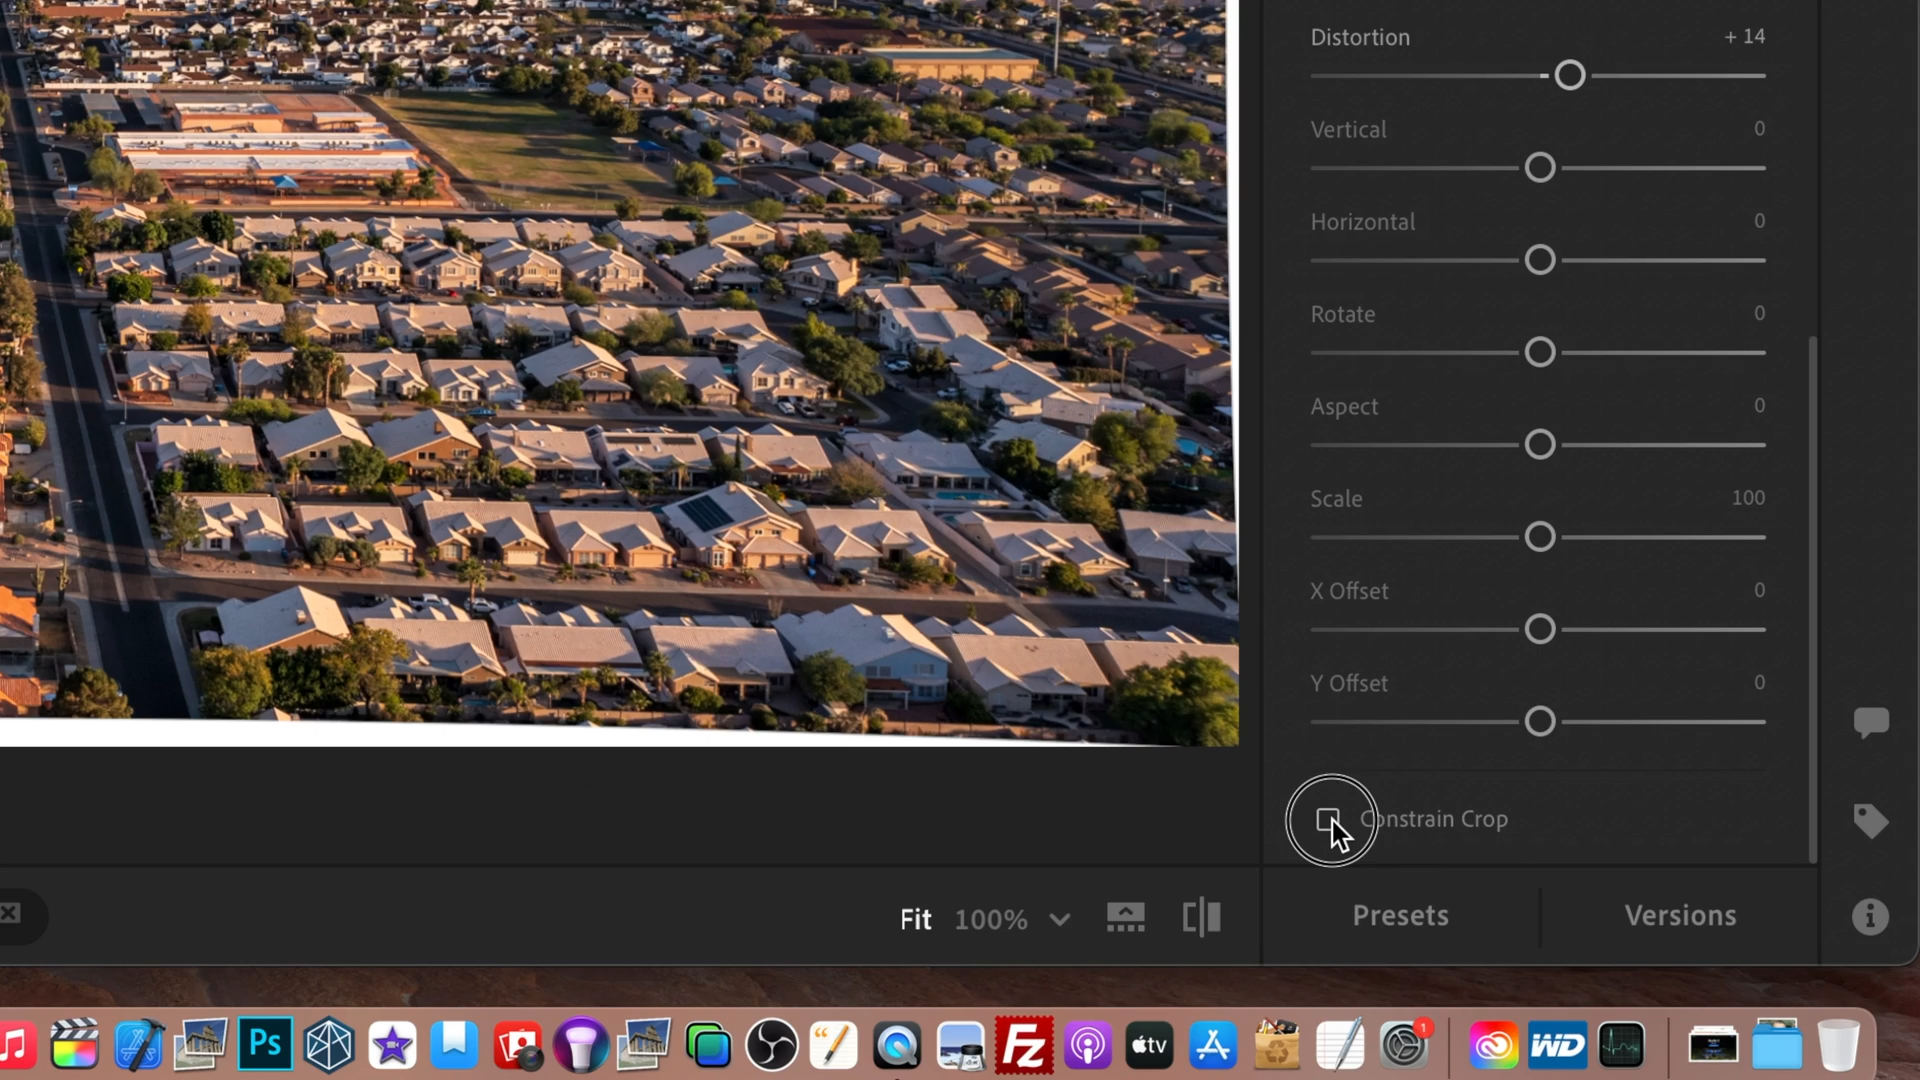 Distortion + 14
Vertical 0
Horizontal 0
Rotate 0
Aspect 0
Scale 100
X Offset 0
Y Offset 0
Constrain Crop
Fit 100%
Presets Versions
Ps
Fz
tv
1
WD